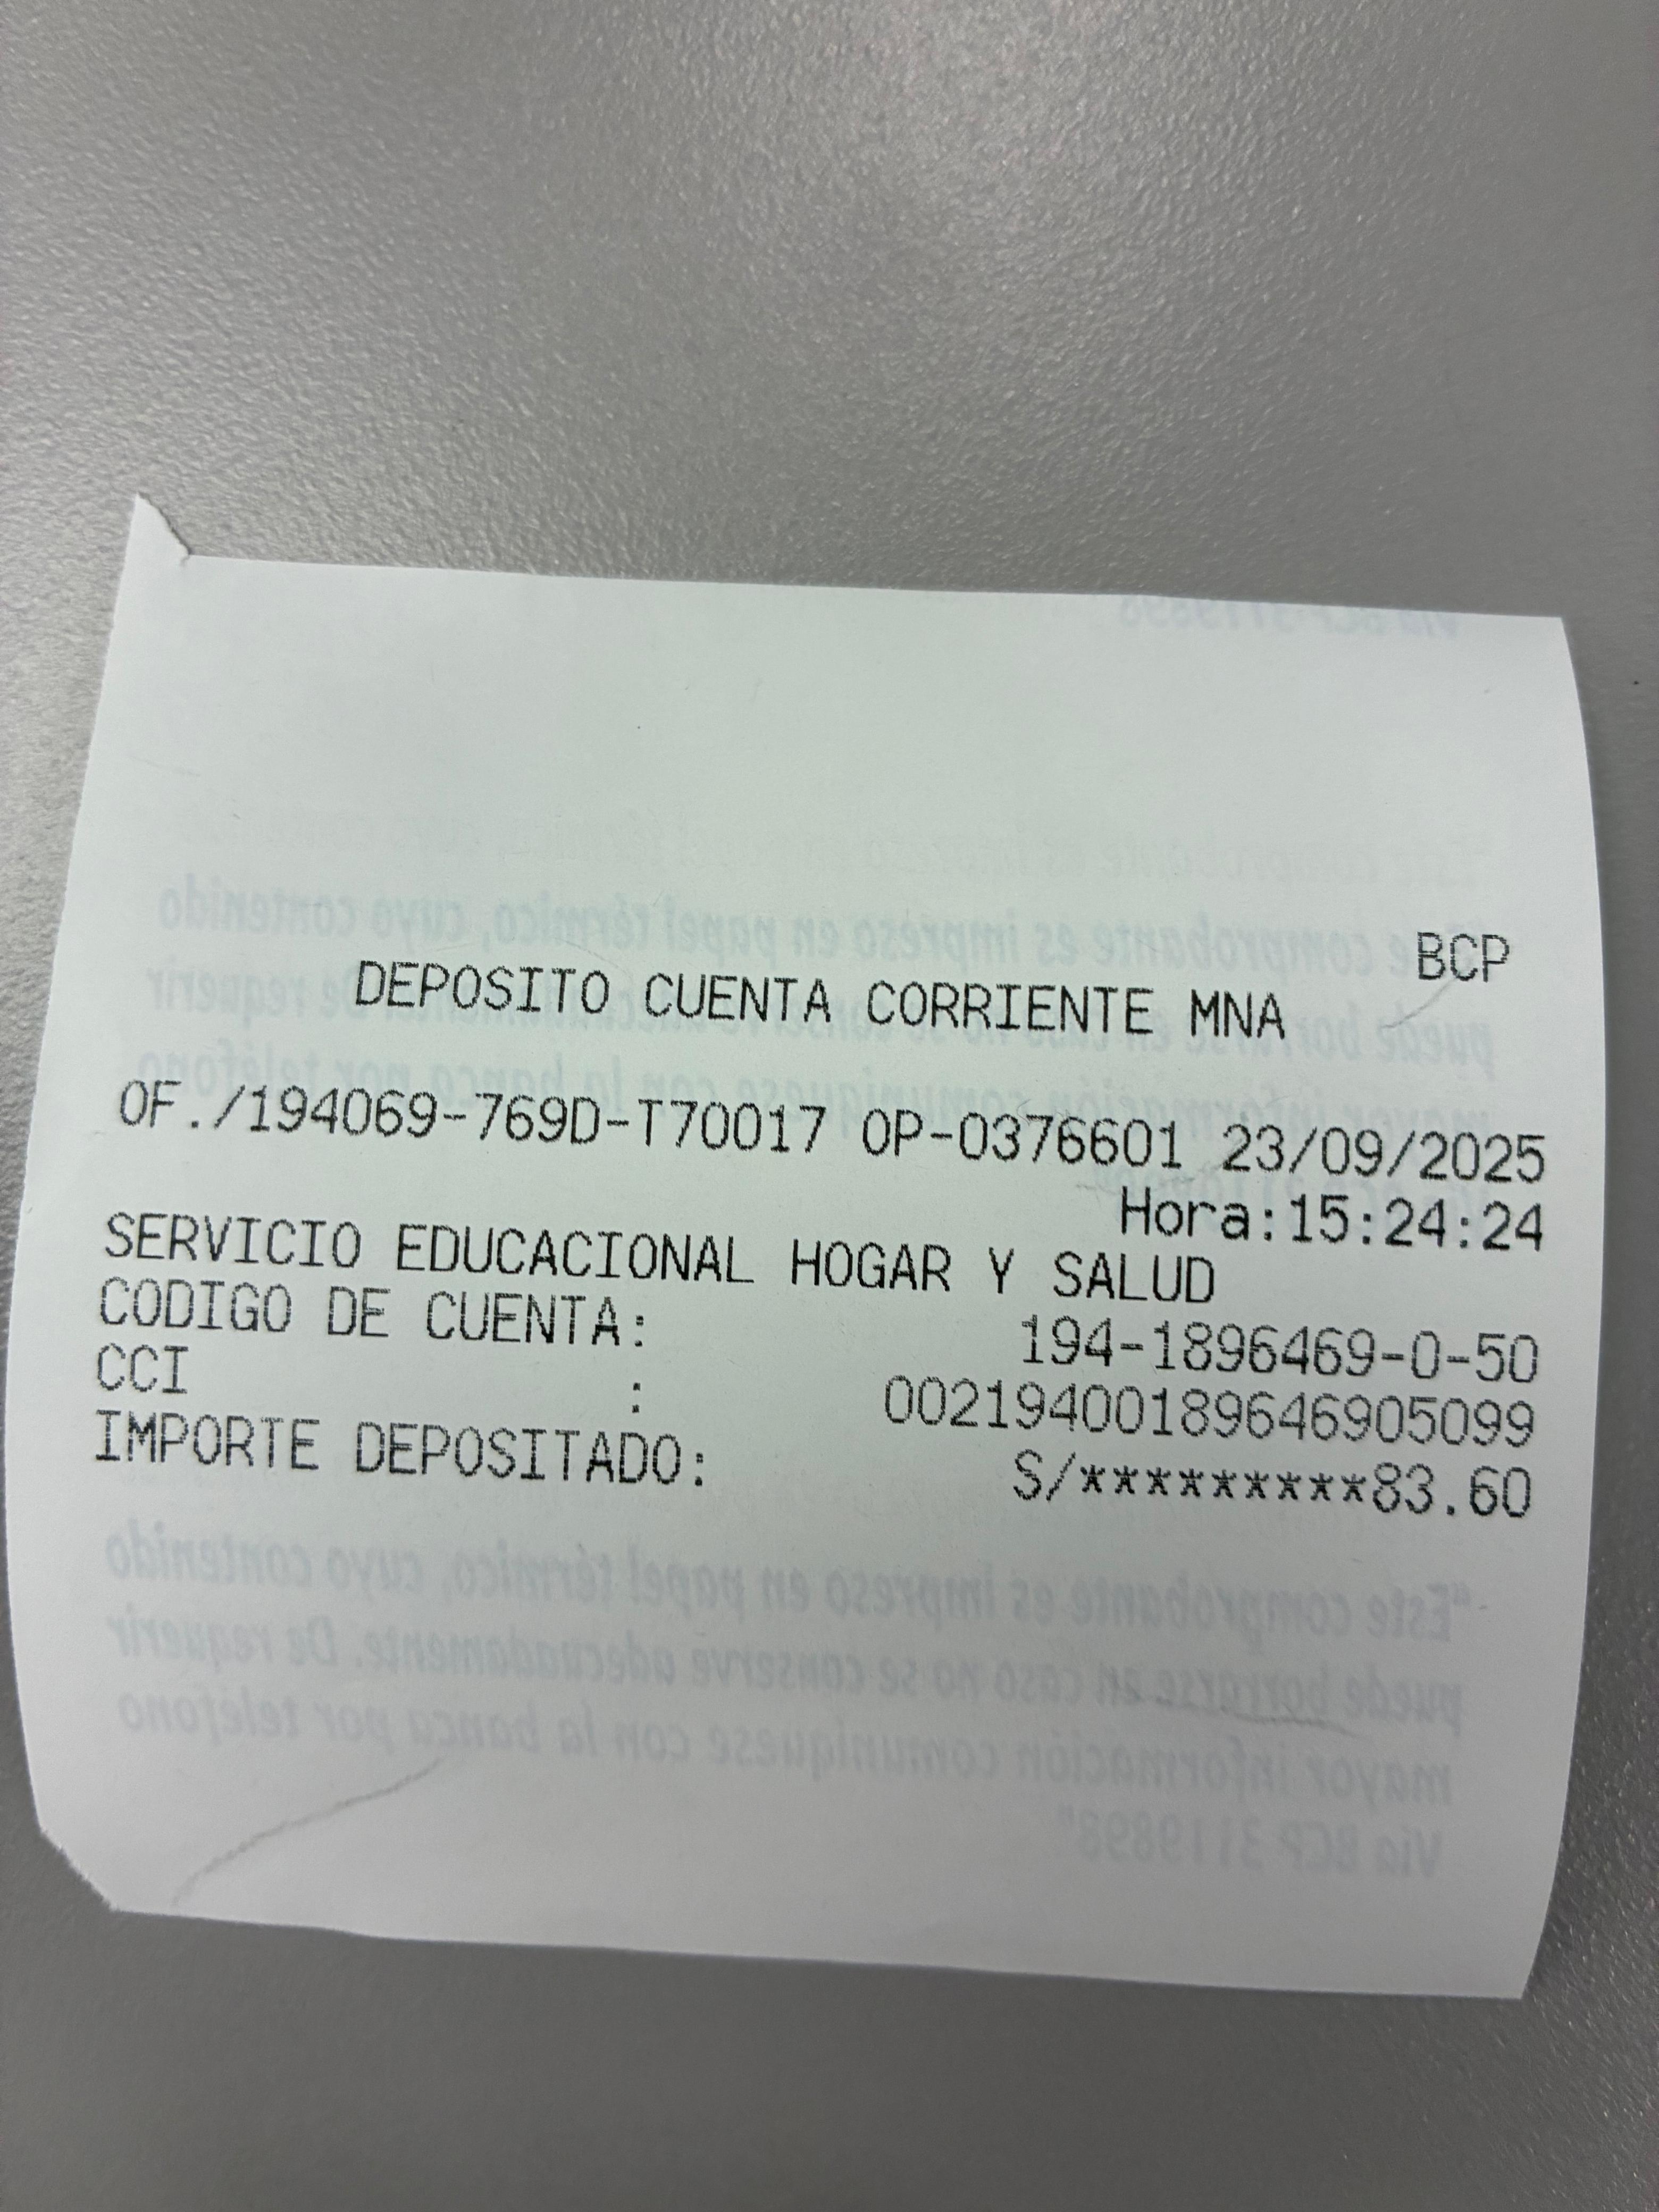 BCP
DEPOSITO CUENTA CORRIENTE MNA
OF./194069-769D-T70017 OP-0376601 23/09/2025
Hora:15:24:24
SERVICIO EDUCACIONAL HOGAR Y SALUD
CODIGO DE CUENTA: 194-1896469-0-50
CCI : 00219400189646905099
IMPORTE DEPOSITADO: S/*********83.60
"Este comprobante es impreso en papel térmico, cuyo contenido
puede borrarse en caso no se conserve adecuadamente. De requerir
mayor información comuníquese con la banca por teléfono
Vía BCP 3119898"